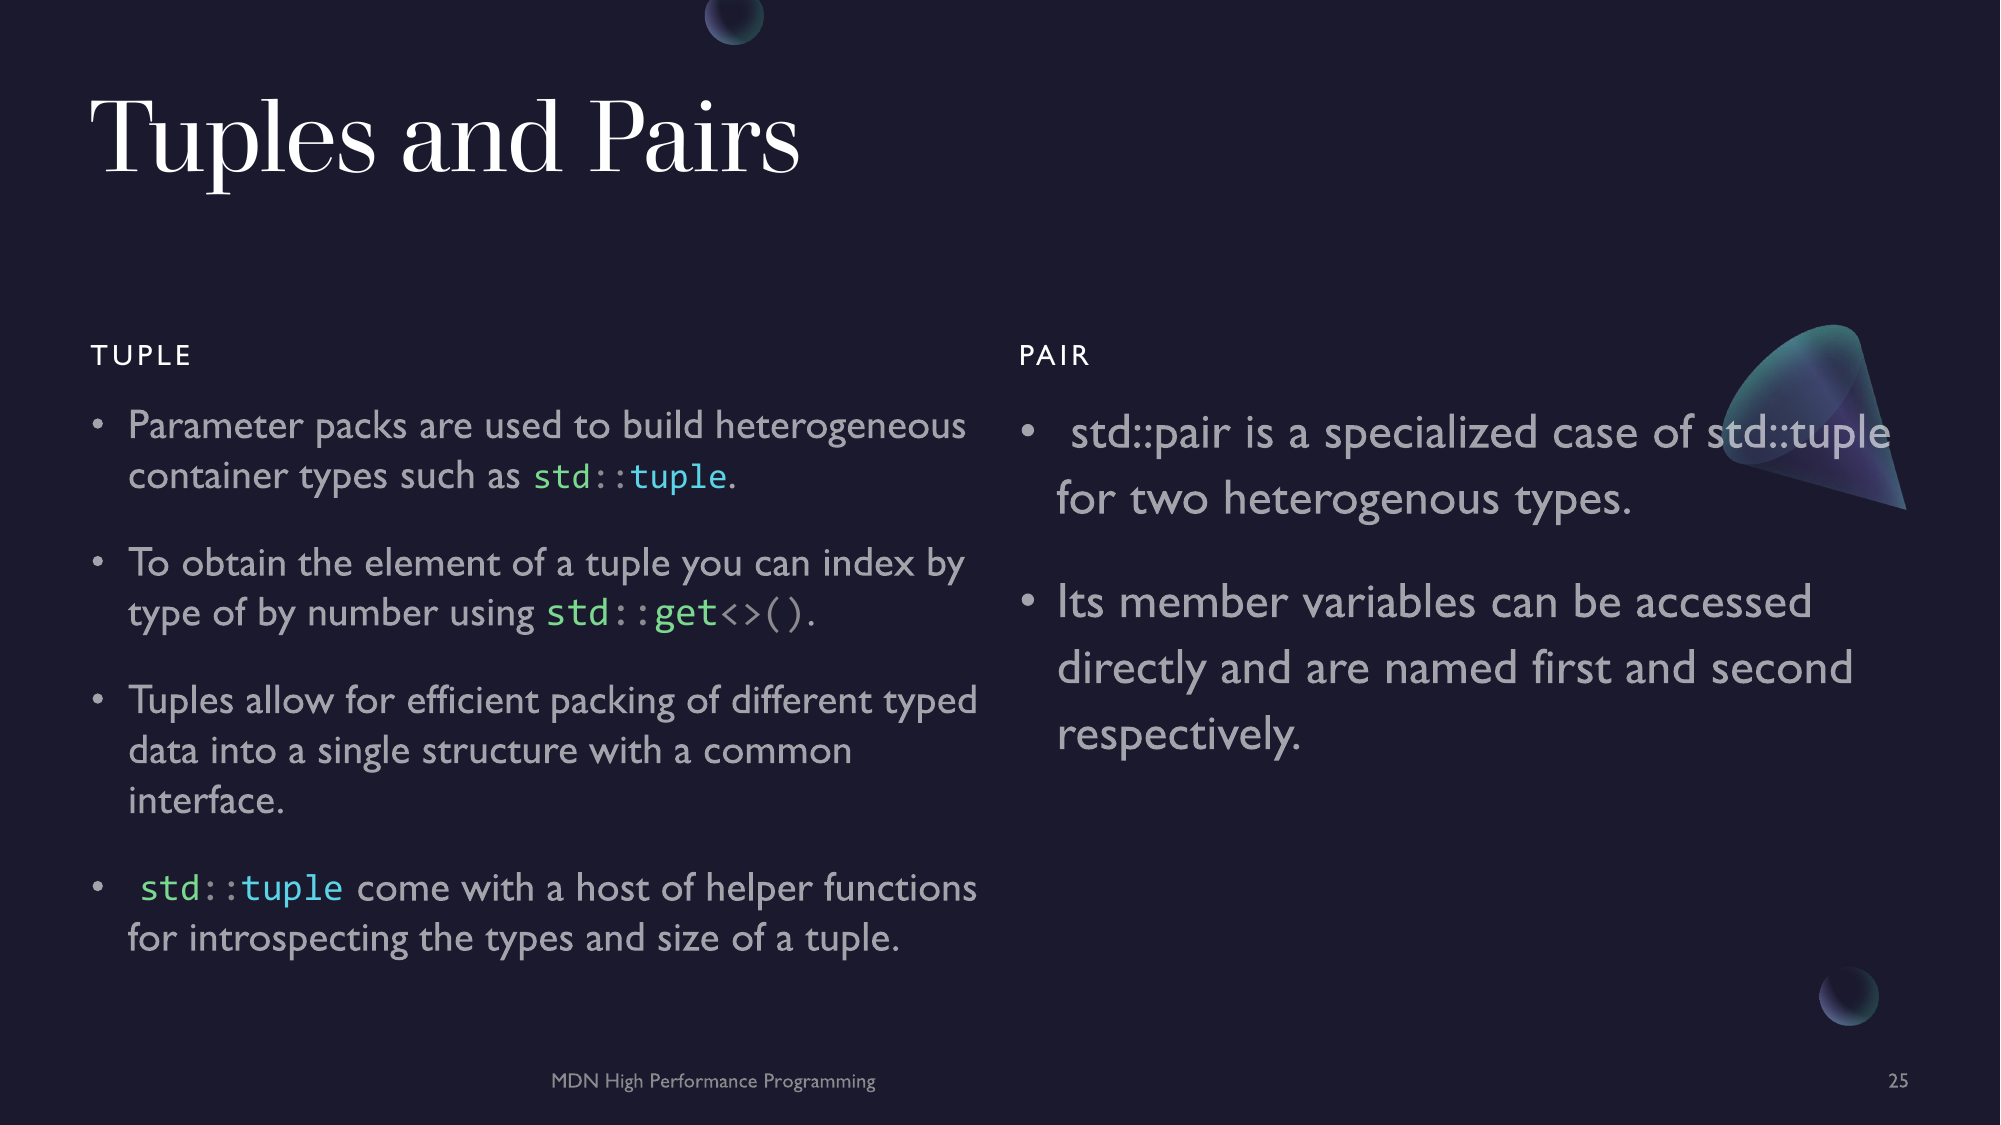 Tuples and Pairs
TUPLE
• Parameter packs are used to build heterogeneous
container types such as std::tuple.
• To obtain the element of a tuple you can index by
type of by number using std::get<>().
• Tuples allow for efficient packing of different typed
data into a single structure with a common
interface.
• std::tuple come with a host of helper functions
for introspecting the types and size of a tuple.
PAIR
• std::pair is a specialized case of std::tuple
for two heterogenous types.
• Its member variables can be accessed
directly and are named first and second
respectively.
MDN High Performance Programming
25